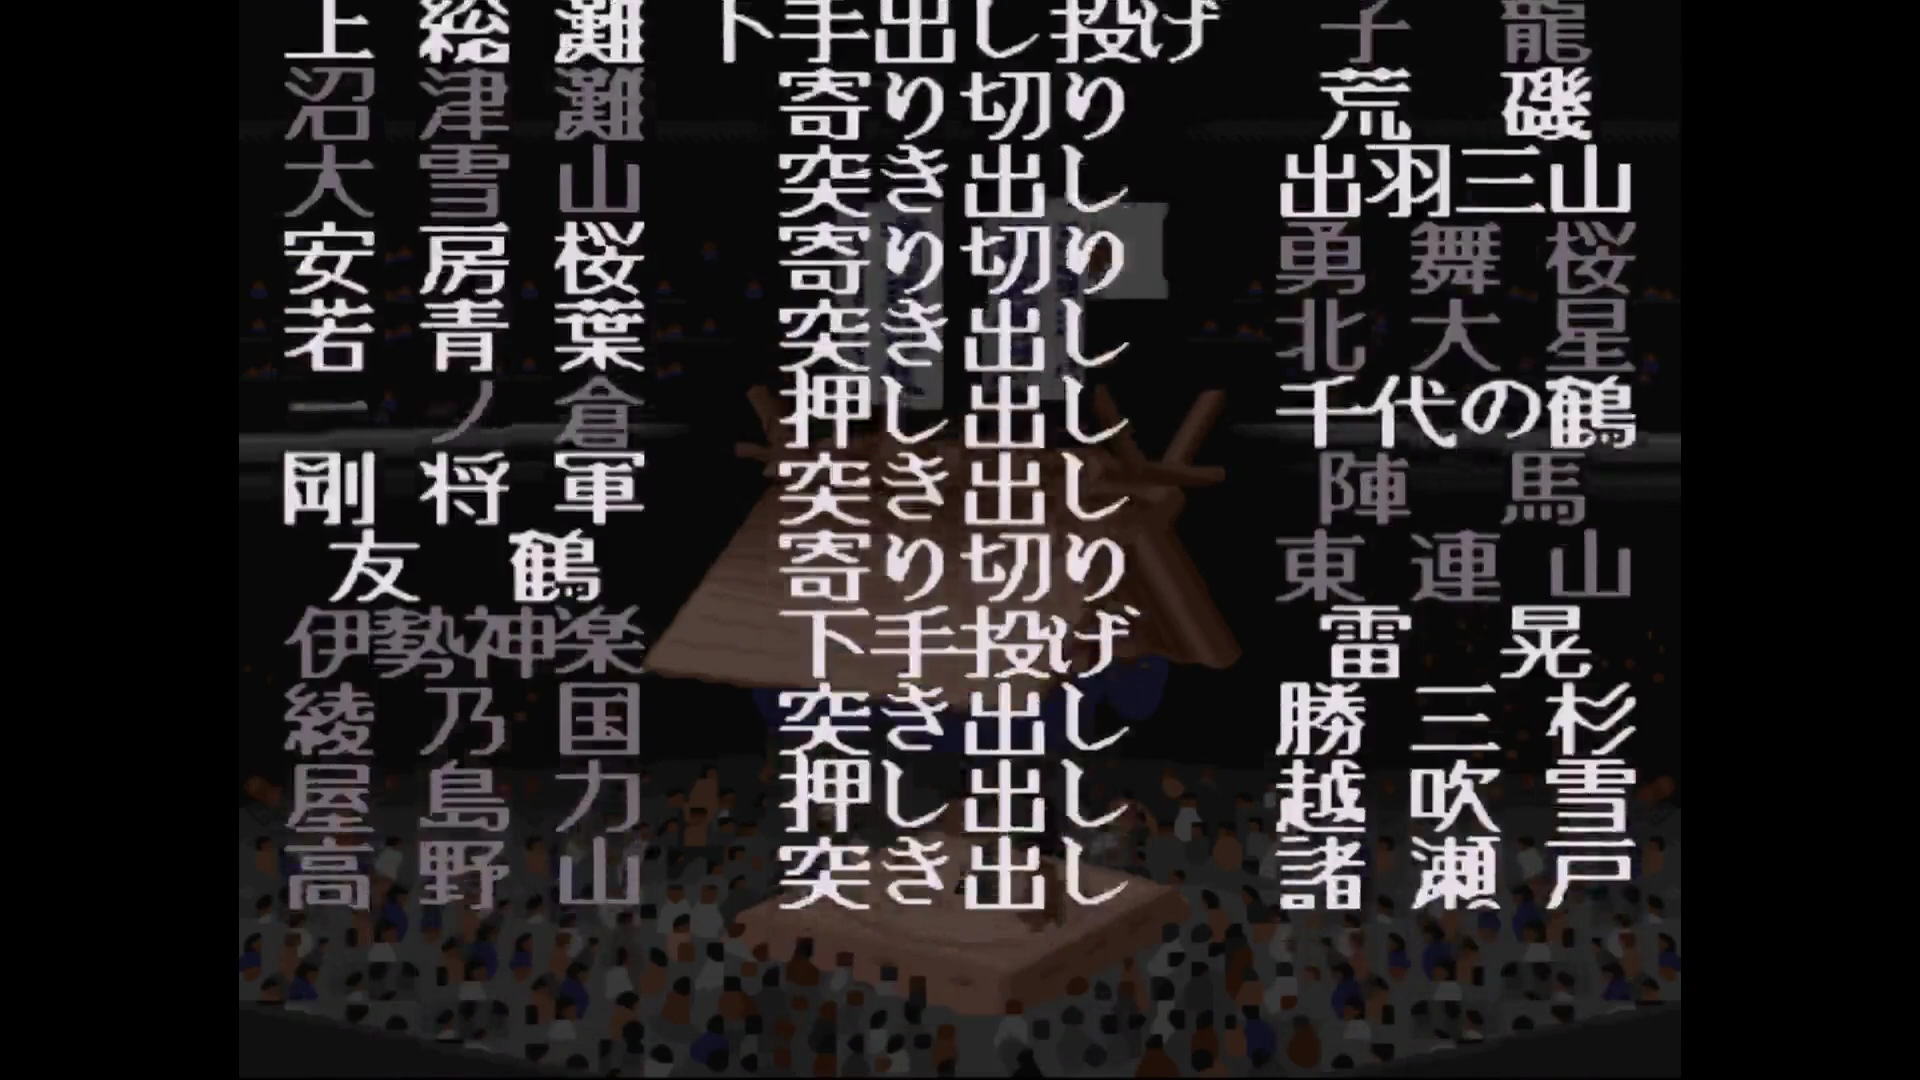 上総灘 下手出し投げ 子龍
沼津灘 寄り切り 荒磯
大雪山 突き出し 出羽三山
安房桜 寄り切り 勇舞桜
若青葉 突き出し 北大星
一ノ倉 押し出し 千代の鶴
剛将軍 突き出し 陣馬
友鶴 寄り切り 東連山
伊勢神楽 下手投げ 雷晃
綾乃国 突き出し 勝三杉
屋島力 押し出し 越吹雪
高野山 突き出し 諸瀬戸